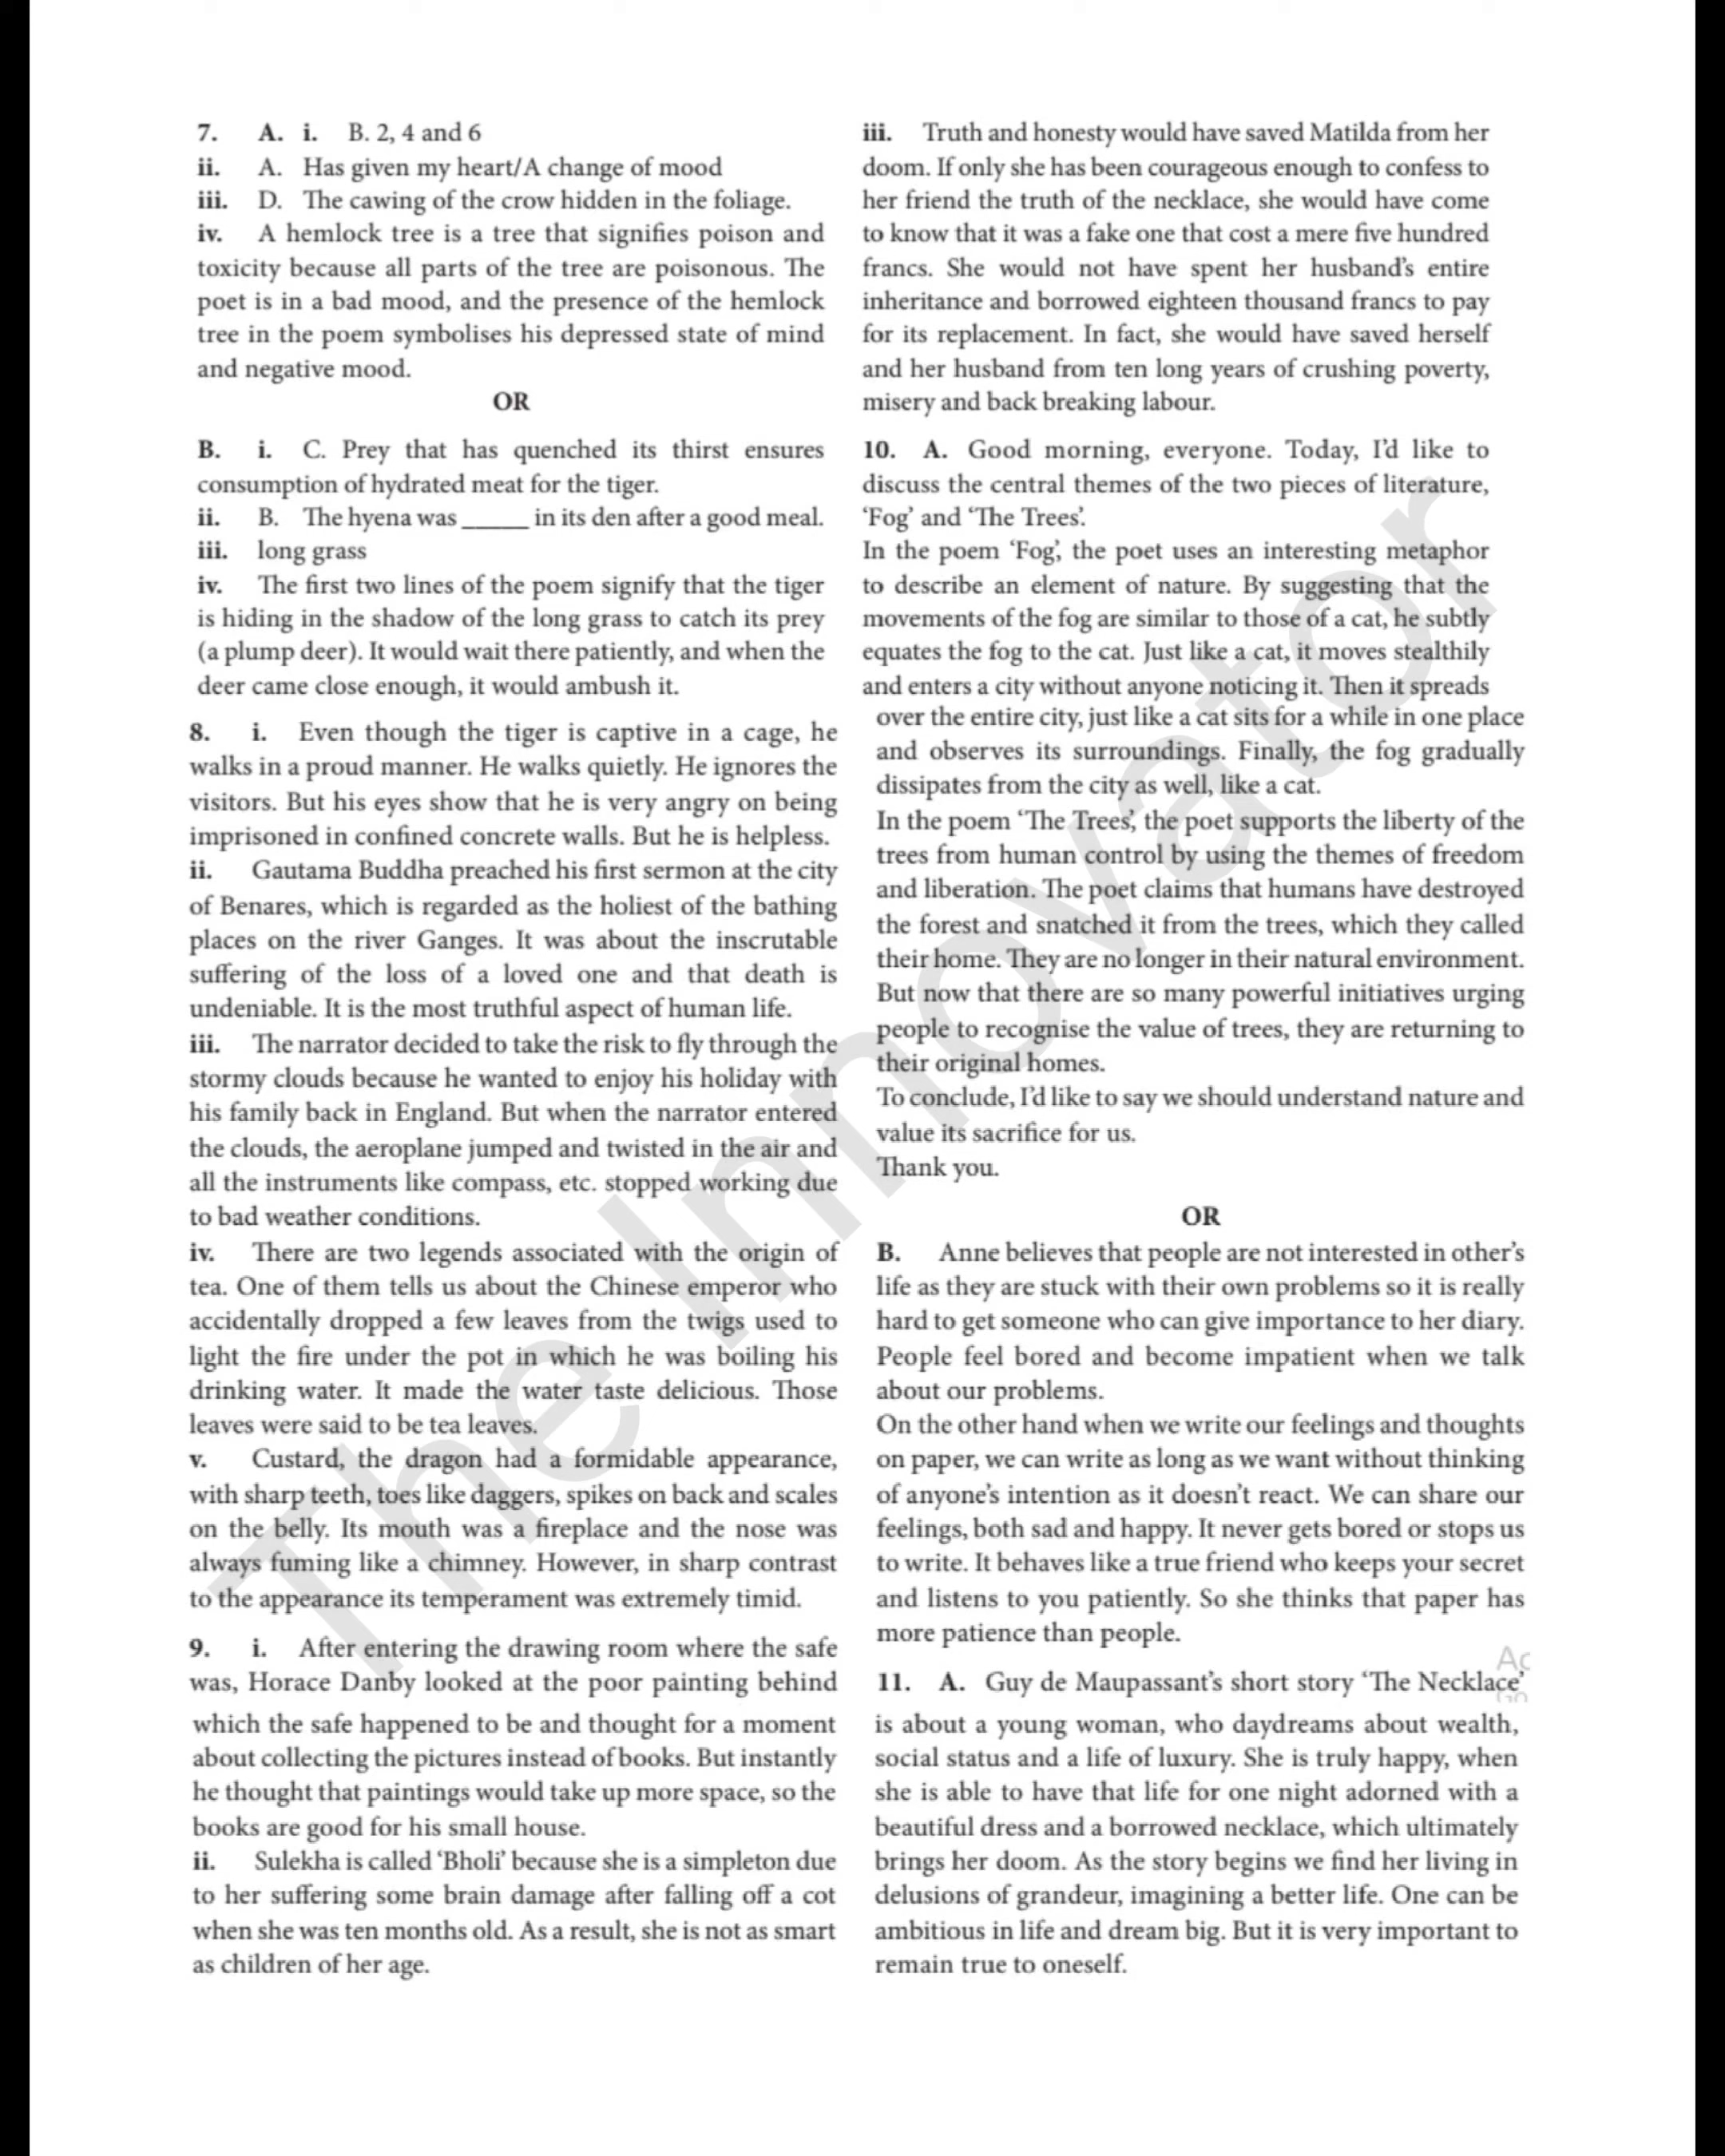 7. A. i. B. 2, 4 and 6
ii. A. Has given my heart/A change of mood
iii. D. The cawing of the crow hidden in the foliage.
iv. A hemlock tree is a tree that signifies poison and
toxicity because all parts of the tree are poisonous. The
poet is in a bad mood, and the presence of the hemlock
tree in the poem symbolises his depressed state of mind
and negative mood.
OR
B. i. C. Prey that has quenched its thirst ensures
consumption of hydrated meat for the tiger.
ii. B. The hyena was _____ in its den after a good meal.
iii. long grass
iv. The first two lines of the poem signify that the tiger
is hiding in the shadow of the long grass to catch its prey
(a plump deer). It would wait there patiently, and when the
deer came close enough, it would ambush it.
8. i. Even though the tiger is captive in a cage, he
walks in a proud manner. He walks quietly. He ignores the
visitors. But his eyes show that he is very angry on being
imprisoned in confined concrete walls. But he is helpless.
ii. Gautama Buddha preached his first sermon at the city
of Benares, which is regarded as the holiest of the bathing
places on the river Ganges. It was about the inscrutable
suffering of the loss of a loved one and that death is
undeniable. It is the most truthful aspect of human life.
iii. The narrator decided to take the risk to fly through the
stormy clouds because he wanted to enjoy his holiday with
his family back in England. But when the narrator entered
the clouds, the aeroplane jumped and twisted in the air and
all the instruments like compass, etc. stopped working due
to bad weather conditions.
iv. There are two legends associated with the origin of
tea. One of them tells us about the Chinese emperor who
accidentally dropped a few leaves from the twigs used to
light the fire under the pot in which he was boiling his
drinking water. It made the water taste delicious. Those
leaves were said to be tea leaves.
v. Custard, the dragon had a formidable appearance,
with sharp teeth, toes like daggers, spikes on back and scales
on the belly. Its mouth was a fireplace and the nose was
always fuming like a chimney. However, in sharp contrast
to the appearance its temperament was extremely timid.
9. i. After entering the drawing room where the safe
was, Horace Danby looked at the poor painting behind
which the safe happened to be and thought for a moment
about collecting the pictures instead of books. But instantly
he thought that paintings would take up more space, so the
books are good for his small house.
ii. Sulekha is called ‘Bholi’ because she is a simpleton due
to her suffering some brain damage after falling off a cot
when she was ten months old. As a result, she is not as smart
as children of her age.
iii. Truth and honesty would have saved Matilda from her
doom. If only she has been courageous enough to confess to
her friend the truth of the necklace, she would have come
to know that it was a fake one that cost a mere five hundred
francs. She would not have spent her husband’s entire
inheritance and borrowed eighteen thousand francs to pay
for its replacement. In fact, she would have saved herself
and her husband from ten long years of crushing poverty,
misery and back breaking labour.
10. A. Good morning, everyone. Today, I’d like to
discuss the central themes of the two pieces of literature,
‘Fog’ and ‘The Trees’.
In the poem ‘Fog’, the poet uses an interesting metaphor
to describe an element of nature. By suggesting that the
movements of the fog are similar to those of a cat, he subtly
equates the fog to the cat. Just like a cat, it moves stealthily
and enters a city without anyone noticing it. Then it spreads
over the entire city, just like a cat sits for a while in one place
and observes its surroundings. Finally, the fog gradually
dissipates from the city as well, like a cat.
In the poem ‘The Trees’, the poet supports the liberty of the
trees from human control by using the themes of freedom
and liberation. The poet claims that humans have destroyed
the forest and snatched it from the trees, which they called
their home. They are no longer in their natural environment.
But now that there are so many powerful initiatives urging
people to recognise the value of trees, they are returning to
their original homes.
To conclude, I’d like to say we should understand nature and
value its sacrifice for us.
Thank you.
OR
B. Anne believes that people are not interested in other’s
life as they are stuck with their own problems so it is really
hard to get someone who can give importance to her diary.
People feel bored and become impatient when we talk
about our problems.
On the other hand when we write our feelings and thoughts
on paper, we can write as long as we want without thinking
of anyone’s intention as it doesn’t react. We can share our
feelings, both sad and happy. It never gets bored or stops us
to write. It behaves like a true friend who keeps your secret
and listens to you patiently. So she thinks that paper has
more patience than people.
11. A. Guy de Maupassant’s short story ‘The Necklace’
is about a young woman, who daydreams about wealth,
social status and a life of luxury. She is truly happy, when
she is able to have that life for one night adorned with a
beautiful dress and a borrowed necklace, which ultimately
brings her doom. As the story begins we find her living in
delusions of grandeur, imagining a better life. One can be
ambitious in life and dream big. But it is very important to
remain true to oneself.
The Innovator